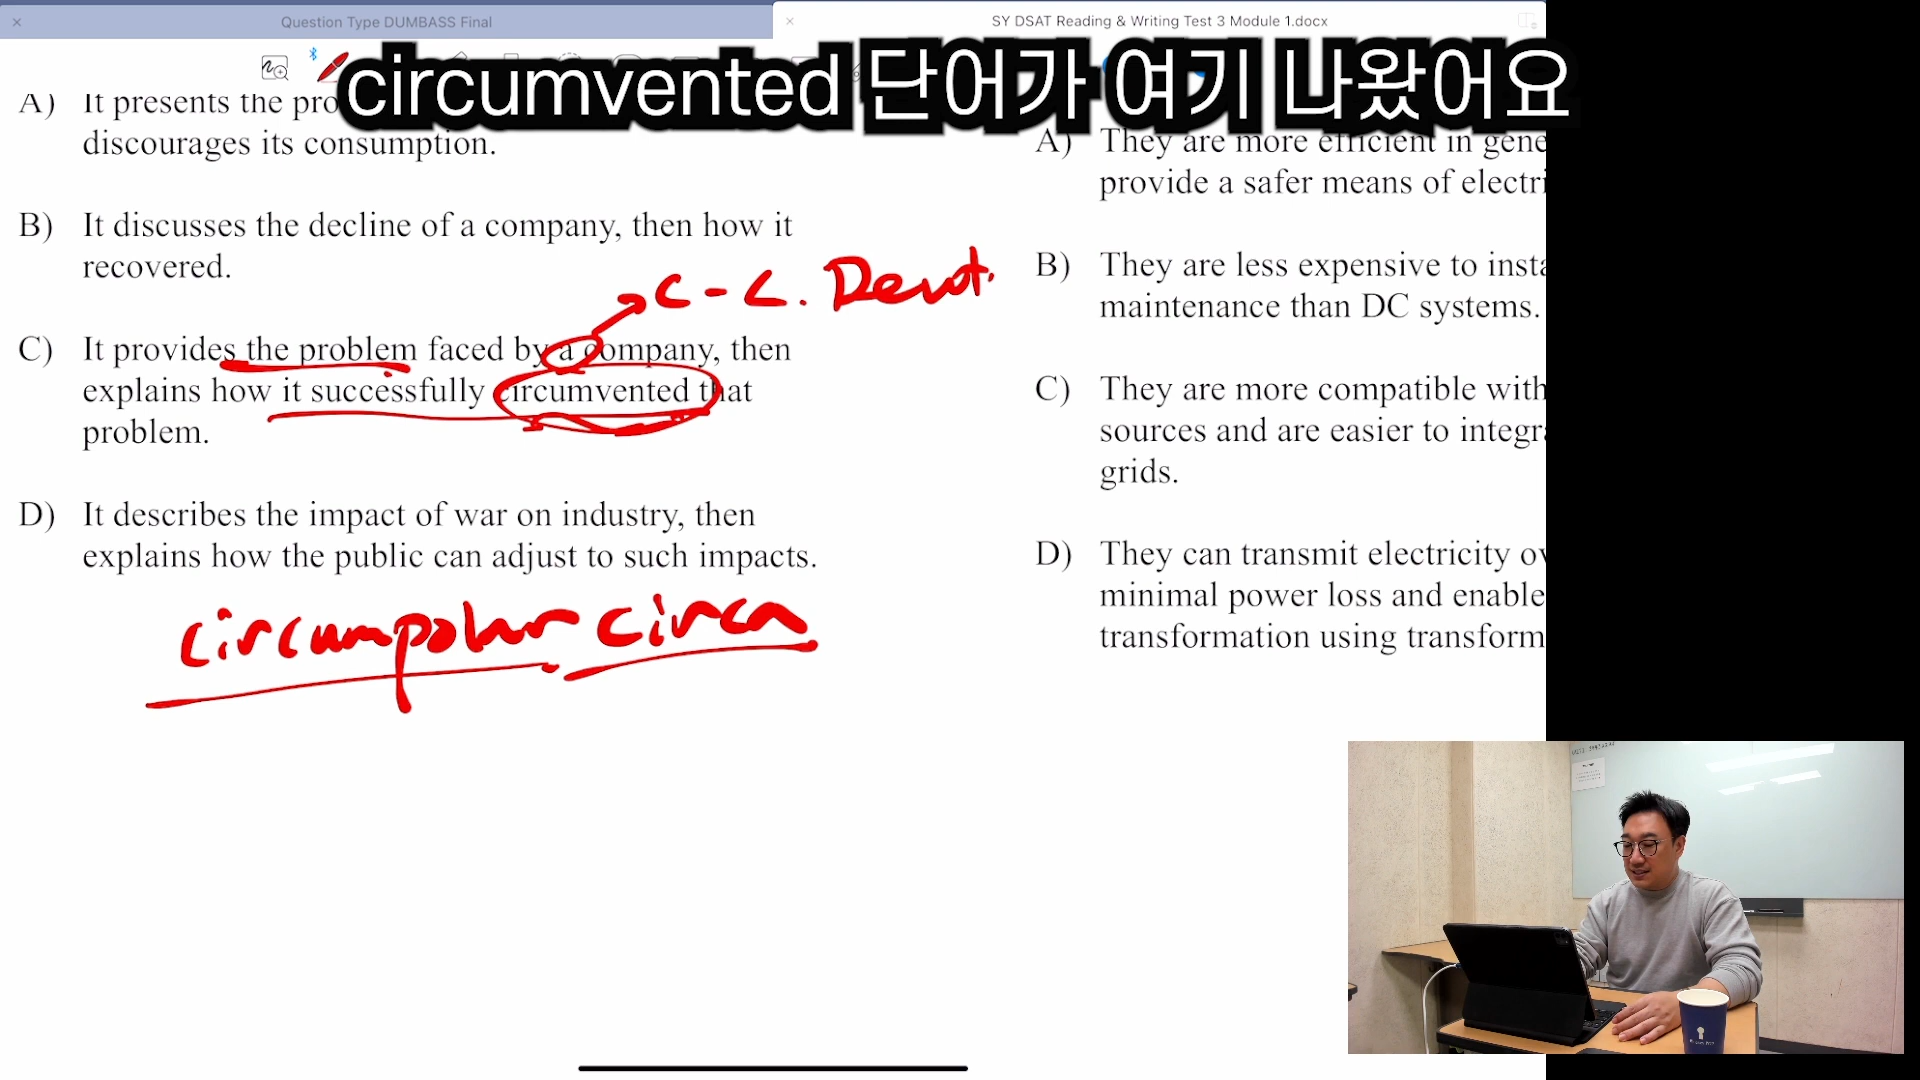 Question Type DUMBASS Final
SY DSAT Reading & Writing Test 3 Module 1.docx
circumvented 단어가 여기 나왔어요
A) It presents the pro
discourages its consumption.
B) It discusses the decline of a company, then how it
recovered.
C-C. Devot.
C) It provides the problem faced by a company, then
explains how it successfully circumvented that
problem.
D) It describes the impact of war on industry, then
explains how the public can adjust to such impacts.
circumpolar circa
A) They are more efficient in gene
provide a safer means of electri
B) They are less expensive to insta
maintenance than DC systems.
C) They are more compatible with
sources and are easier to integra
grids.
D) They can transmit electricity ov
minimal power loss and enable
transformation using transform